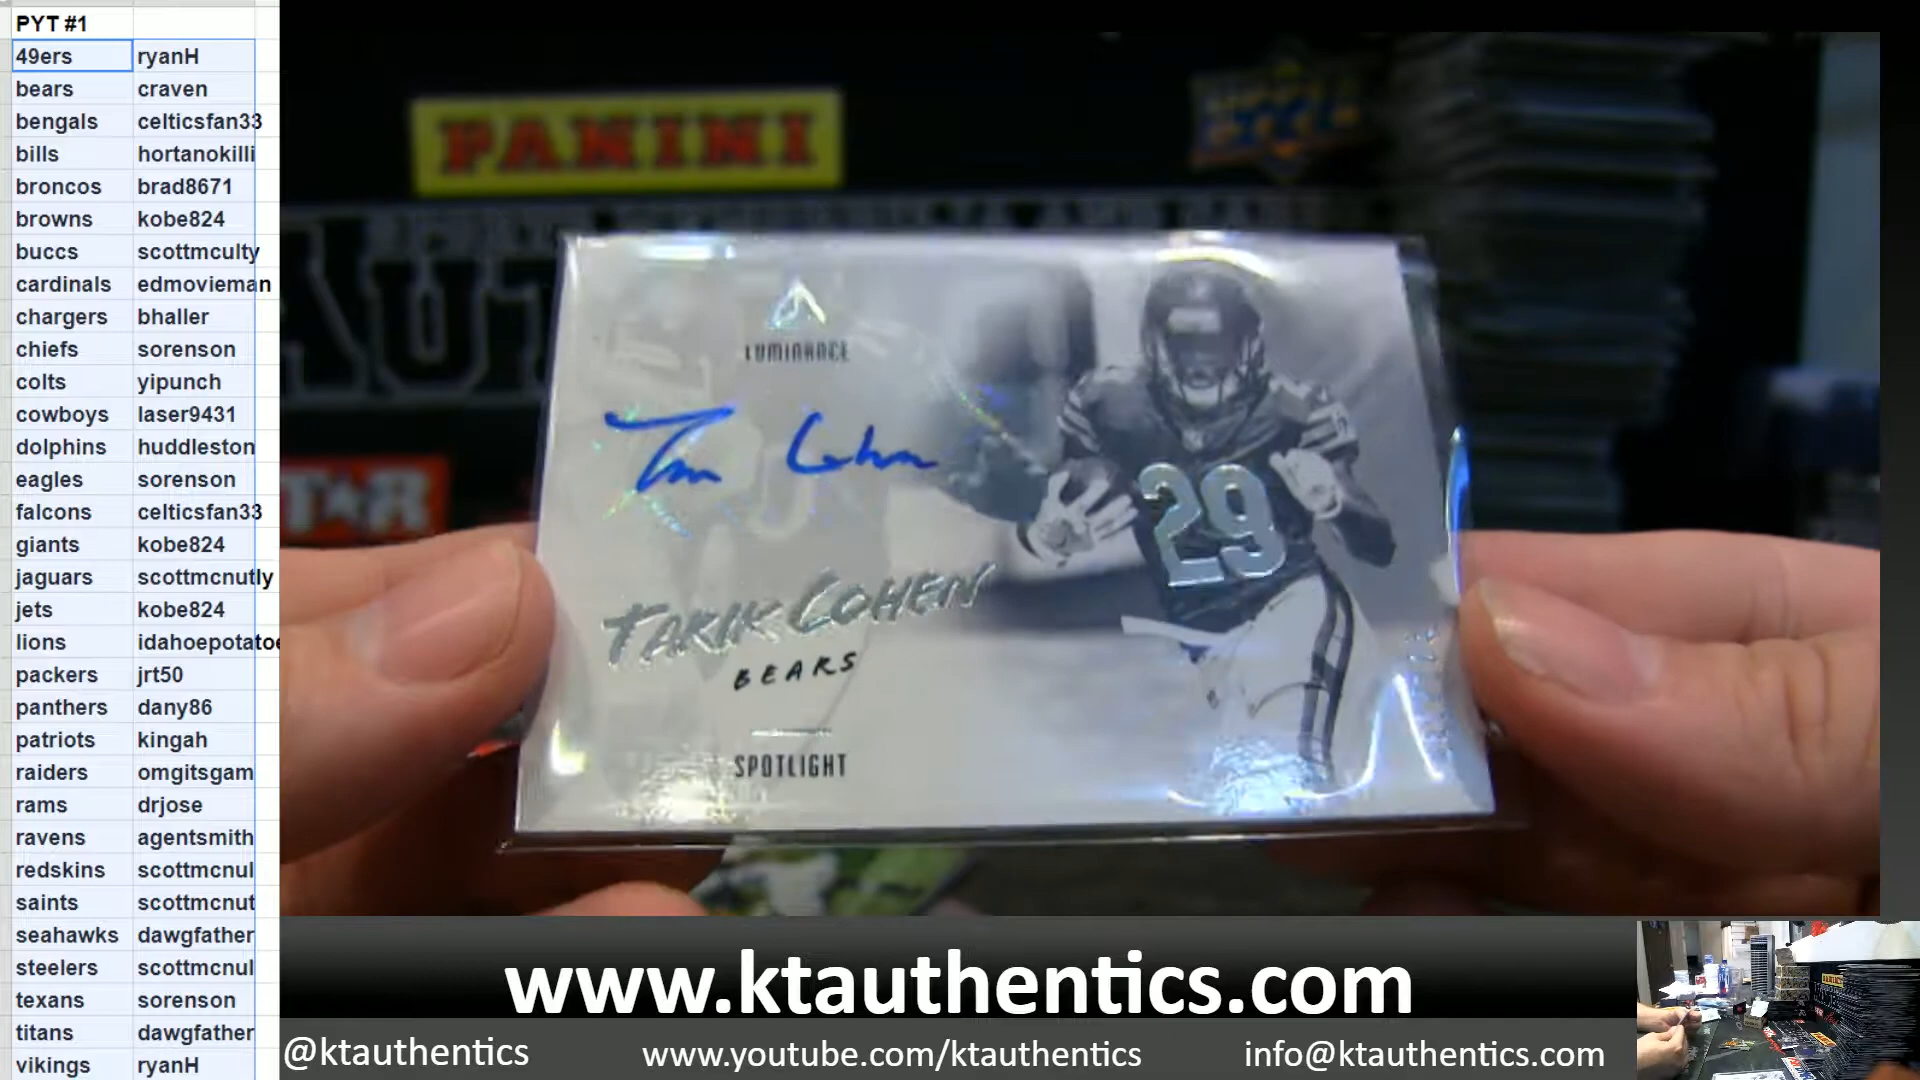 PYT #1
49ers ryanH
bears craven
bengals celticsfan33
bills hortanokilli
broncos brad8671
browns kobe824
buccs scottmculty
cardinals edmovieman
chargers bhaller
chiefs sorenson
colts yipunch
cowboys laser9431
dolphins huddleston
eagles sorenson
falcons celticsfan33
giants kobe824
jaguars scottmcnutly
jets kobe824
lions idahoepotatoe
packers jrt50
panthers dany86
patriots kingah
raiders omgitsgam
rams drjose
ravens agentsmith
redskins scottmcnul
saints scottmcnut
seahawks dawgfather
steelers scottmcnul
texans sorenson
titans dawgfather
vikings ryanH
PANINI
LUMINANCE
29
TARIK COHEN
BEARS
SPOTLIGHT
www.ktauthentics.com
@ktauthentics www.youtube.com/ktauthentics info@ktauthentics.com